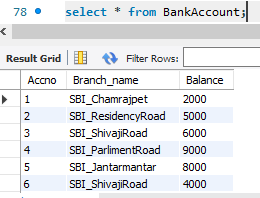 78 select * from BankAccount;
Result Grid Filter Rows:
Accno Branch_name Balance
1 SBI_Chamrajpet 2000
2 SBI_ResidencyRoad 5000
3 SBI_ShivajiRoad 6000
4 SBI_ParlimentRoad 9000
5 SBI_Jantarmantar 8000
6 SBI_ShivajiRoad 4000